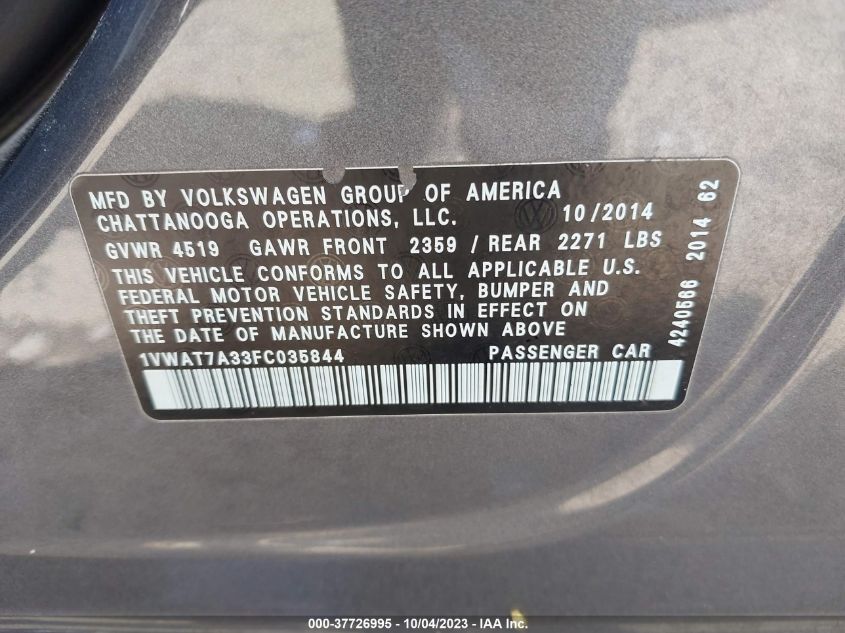 MFD BY VOLKSWAGEN GROUP OF AMERICA
CHATTANOOGA OPERATIONS, LLC. 10/2014
GVWR 4519 GAWR FRONT 2359 / REAR 2271 LBS
THIS VEHICLE CONFORMS TO ALL APPLICABLE U.S.
FEDERAL MOTOR VEHICLE SAFETY, BUMPER AND
THEFT PREVENTION STANDARDS IN EFFECT ON
THE DATE OF MANUFACTURE SHOWN ABOVE
1VWAT7A33FC035844 PASSENGER CAR
4240566 2014 62
000-37726995 - 10/04/2023 - IAA Inc.